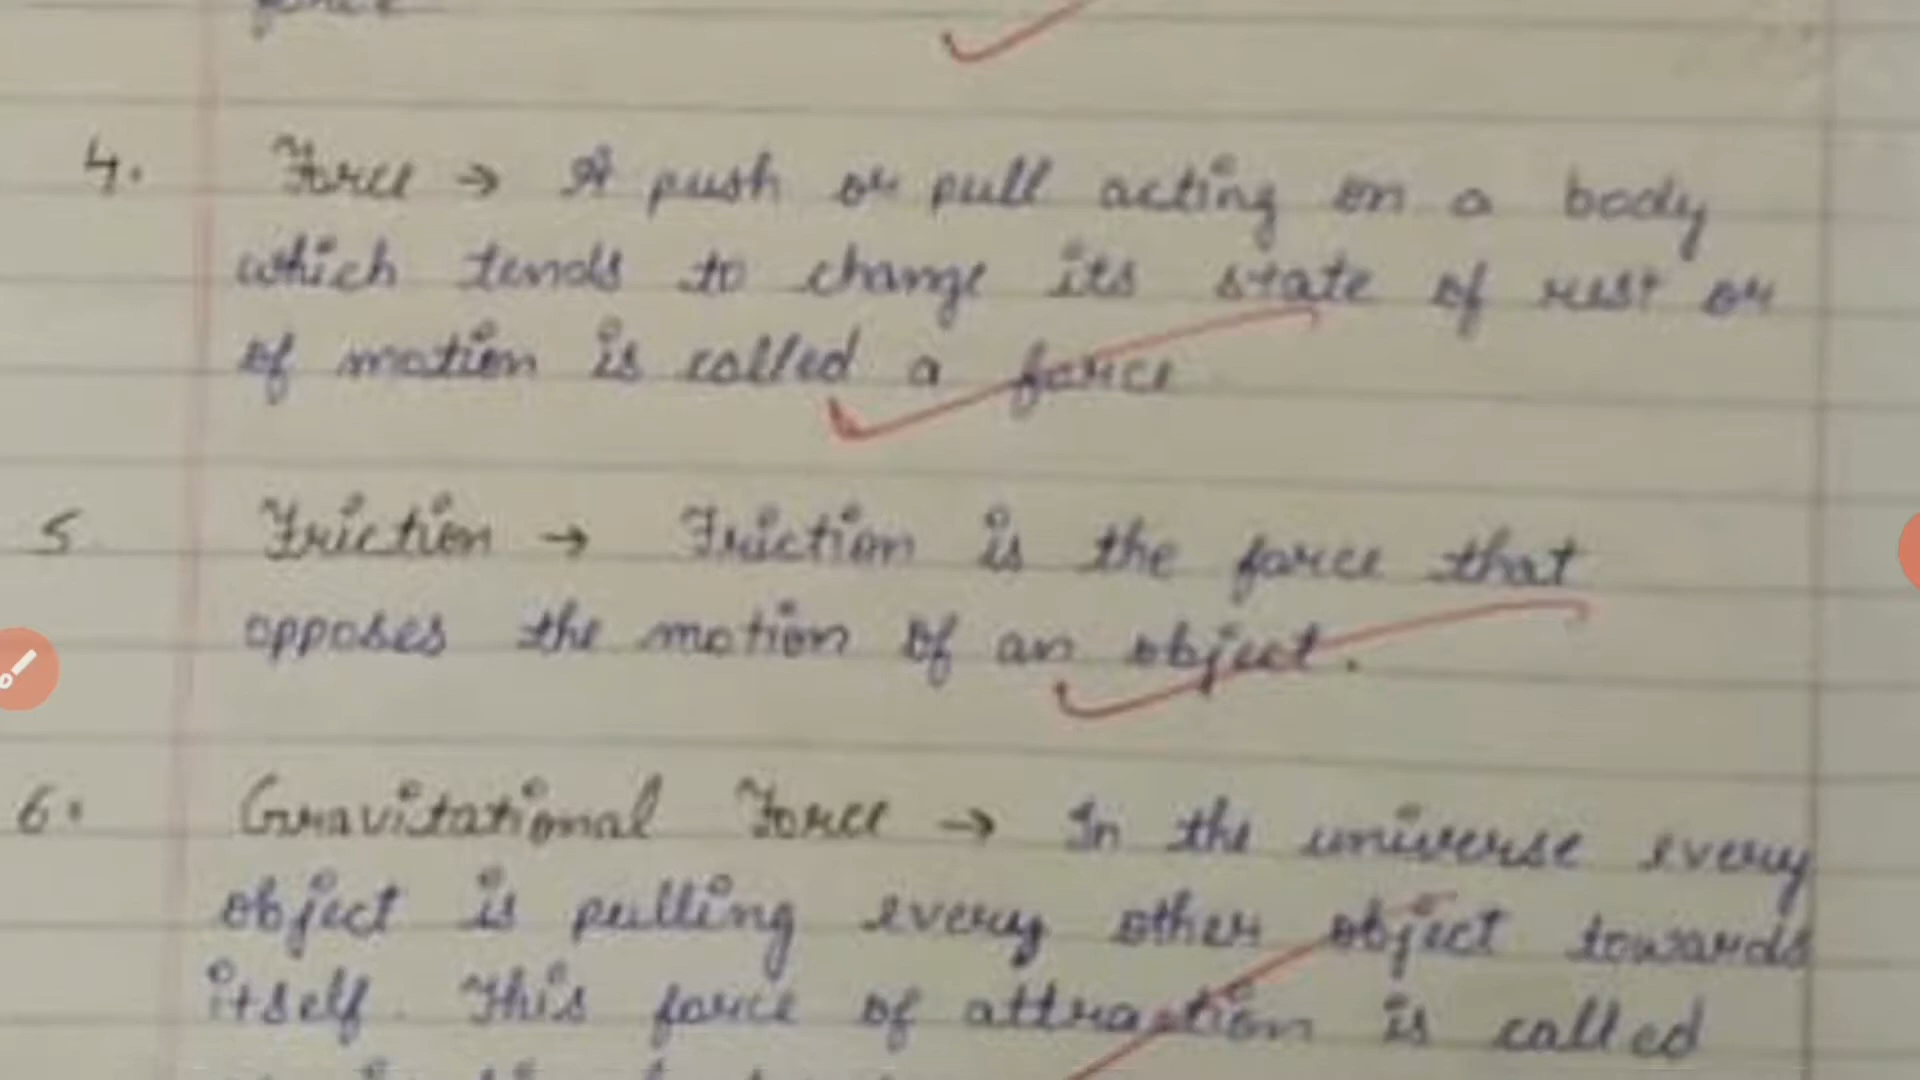 force
4. Force → A push or pull acting on a body
which tends to change its state of rest or
of motion is called a force
5. Friction → Friction is the force that
opposes the motion of an object.
6. Gravitational Force → In the universe every
object is pulling every other object towards
itself. This force of attraction is called